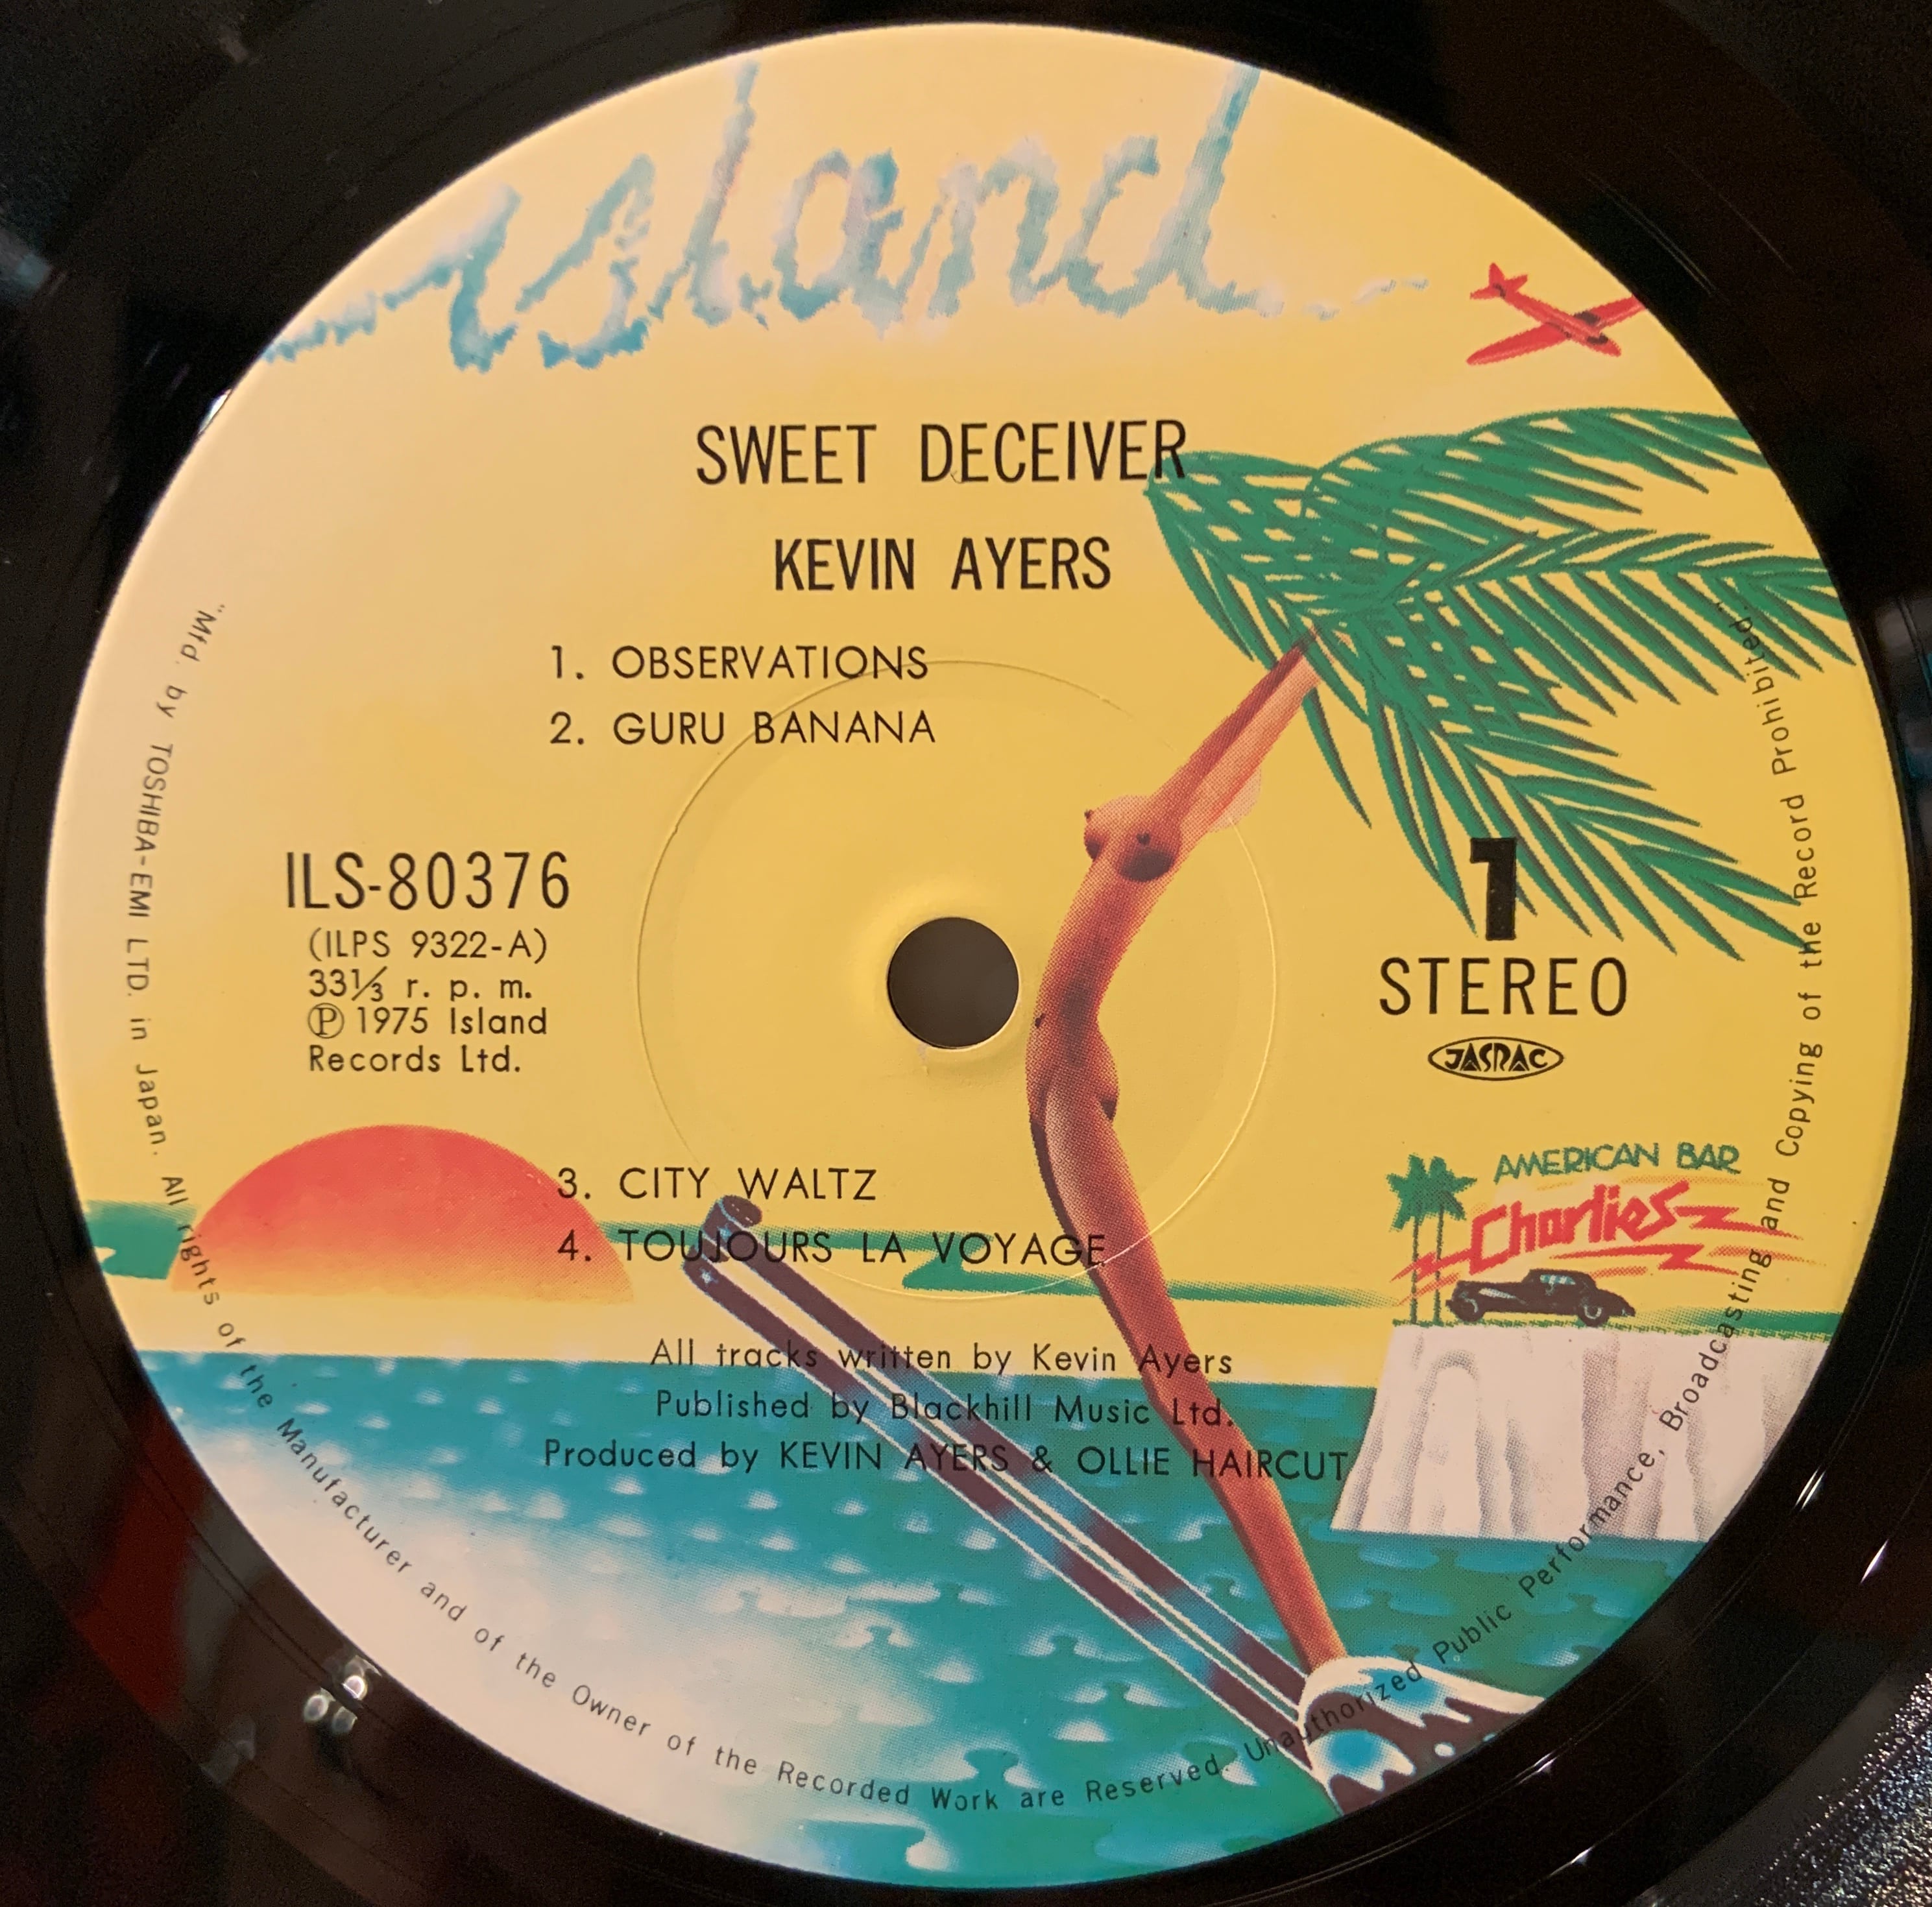 island
SWEET DECEIVER
KEVIN AYERS
1. OBSERVATIONS
2. GURU BANANA
ILS-80376
(ILPS 9322-A)
33⅓ r. p. m.
Ⓟ 1975 Island
Records Ltd.
1
STEREO
JASRAC
AMERICAN BAR
Charlies
3. CITY WALTZ
4. TOUJOURS LA VOYAGE
All tracks written by Kevin Ayers
Published by Blackhill Music Ltd.
Produced by KEVIN AYERS & OLLIE HAIRCUT
"Mfd. by TOSHIBA-EMI LTD. in Japan. All rights of the Manufacturer and of the Owner of the Recorded Work are Reserved. Unauthorized Public Performance, Broadcasting and Copying of the Record Prohibited."